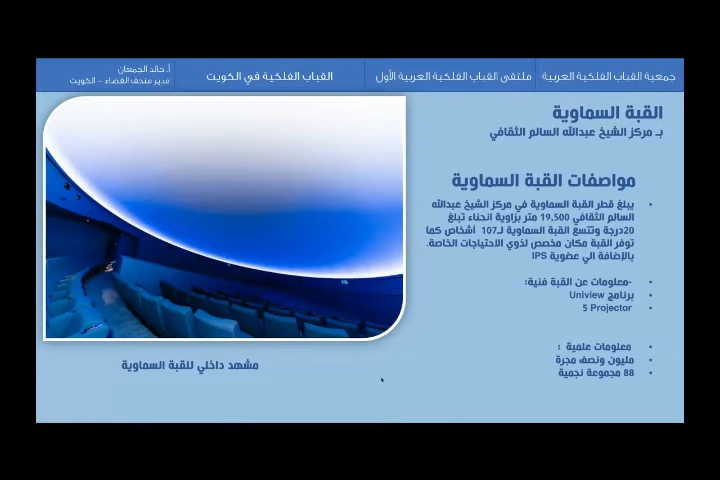 جمعية القباب الفلكية العربية
ملتقى القباب الفلكية العربية الأول
القباب الفلكية في الكويت
أ. خالد الجمعان
مدير متحف الفضاء - الكويت
القبة السماوية
بـ مركز الشيخ عبدالله السالم الثقافي
مواصفات القبة السماوية
• يبلغ قطر القبة السماوية في مركز الشيخ عبدالله
السالم الثقافي 19,500 متر بزاوية انحناء تبلغ
20درجة وتتسع القبة السماوية لـ107 أشخاص كما
توفر القبة مكان مخصص لذوي الاحتياجات الخاصة.
بالإضافة الي عضوية IPS
• -معلومات عن القبة فنية:
• برنامج Uniview
• 5 Projector
• معلومات علمية :
• مليون ونصف مجرة
• 88 مجموعة نجمية
مشهد داخلي للقبة السماوية